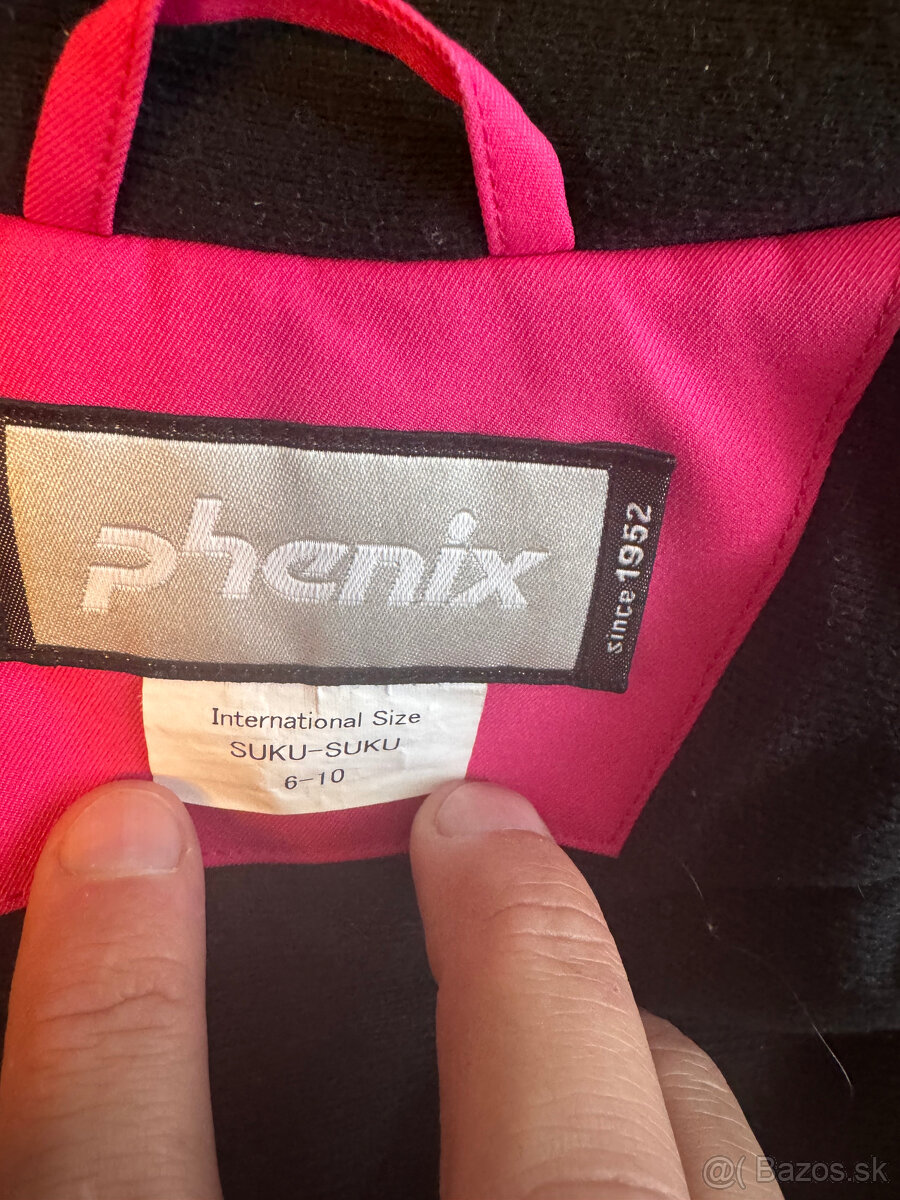 phenix
since 1952
International Size
SUKU-SUKU
6-10
@( Bazos.sk